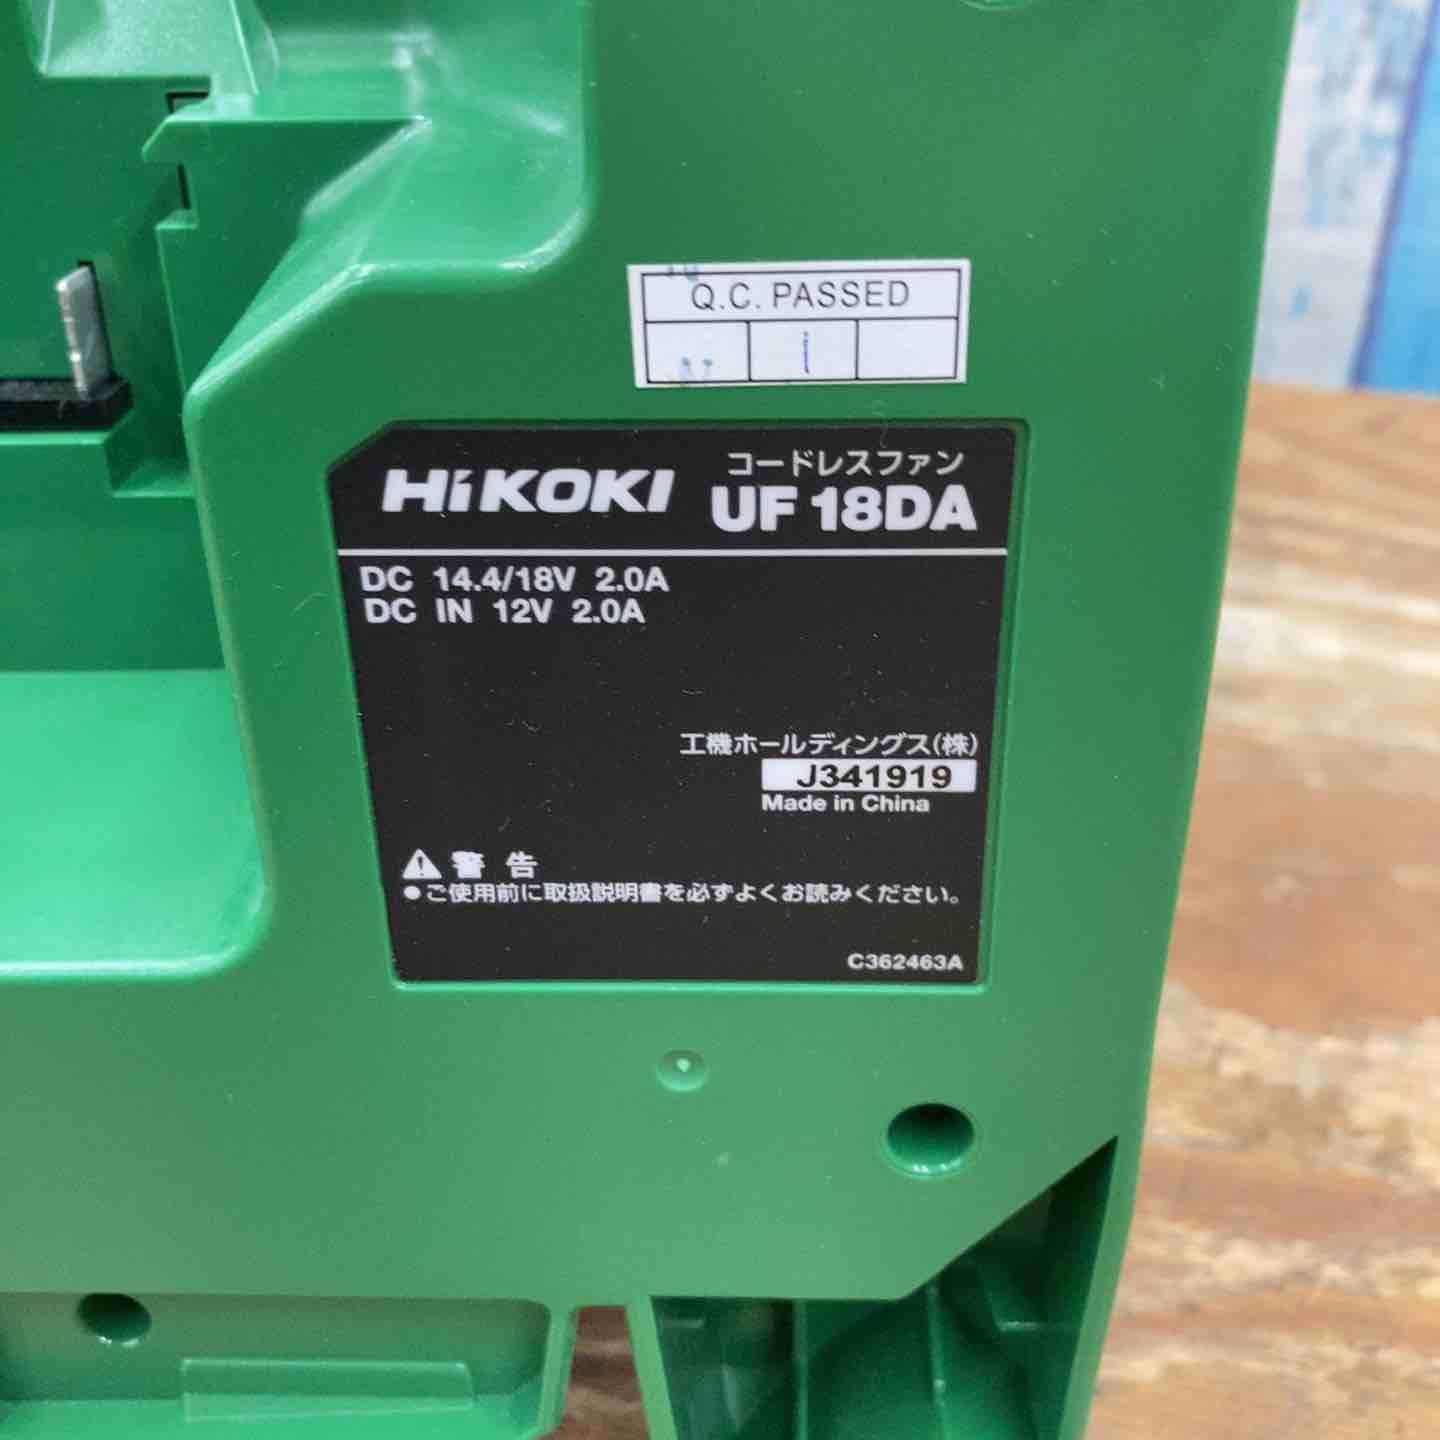 Q.C. PASSED
i
コードレスファン
HiKOKI UF 18DA
DC 14.4/18V 2.0A
DC IN 12V 2.0A
工機ホールディングス(株)
J341919
Made in China
⚠ 警告
●ご使用前に取扱説明書を必ずよくお読みください。
C362463A